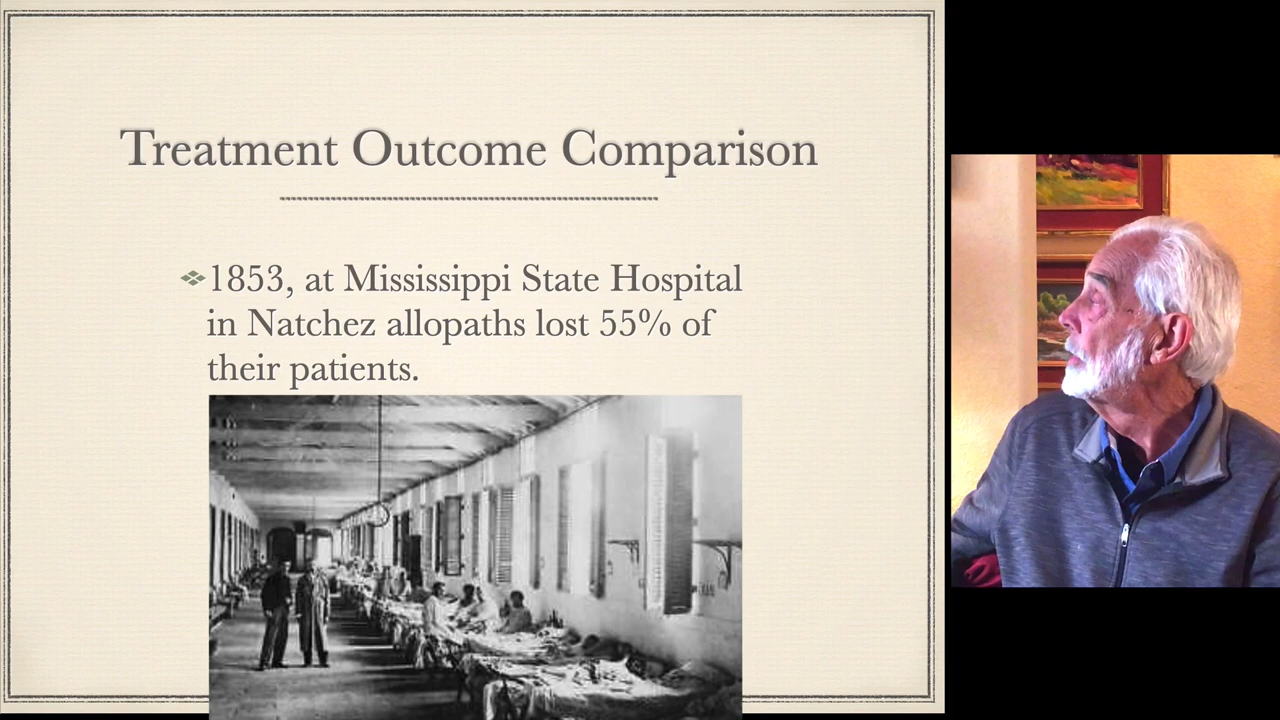 Treatment Outcome Comparison
1853, at Mississippi State Hospital
in Natchez allopaths lost 55% of
their patients.